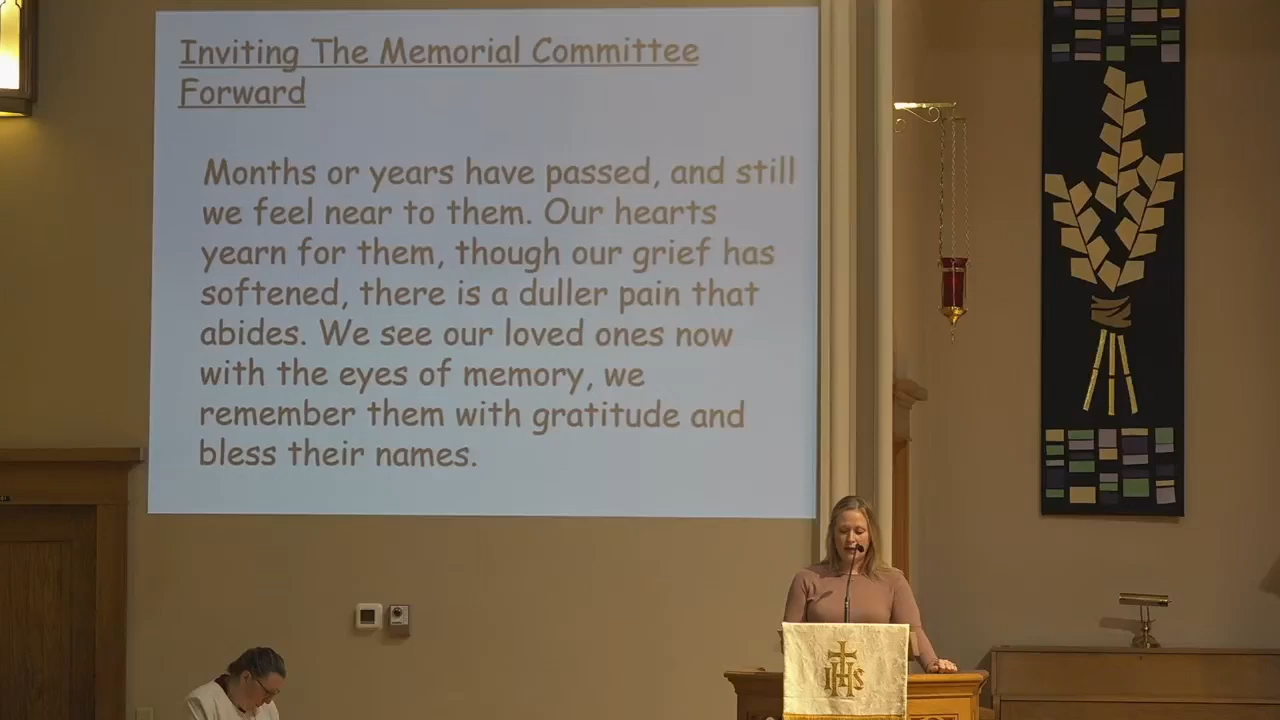 Inviting The Memorial Committee
Forward
Months or years have passed, and still
we feel near to them. Our hearts
yearn for them, though our grief has
softened, there is a duller pain that
abides. We see our loved ones now
with the eyes of memory, we
remember them with gratitude and
bless their names.
IHS